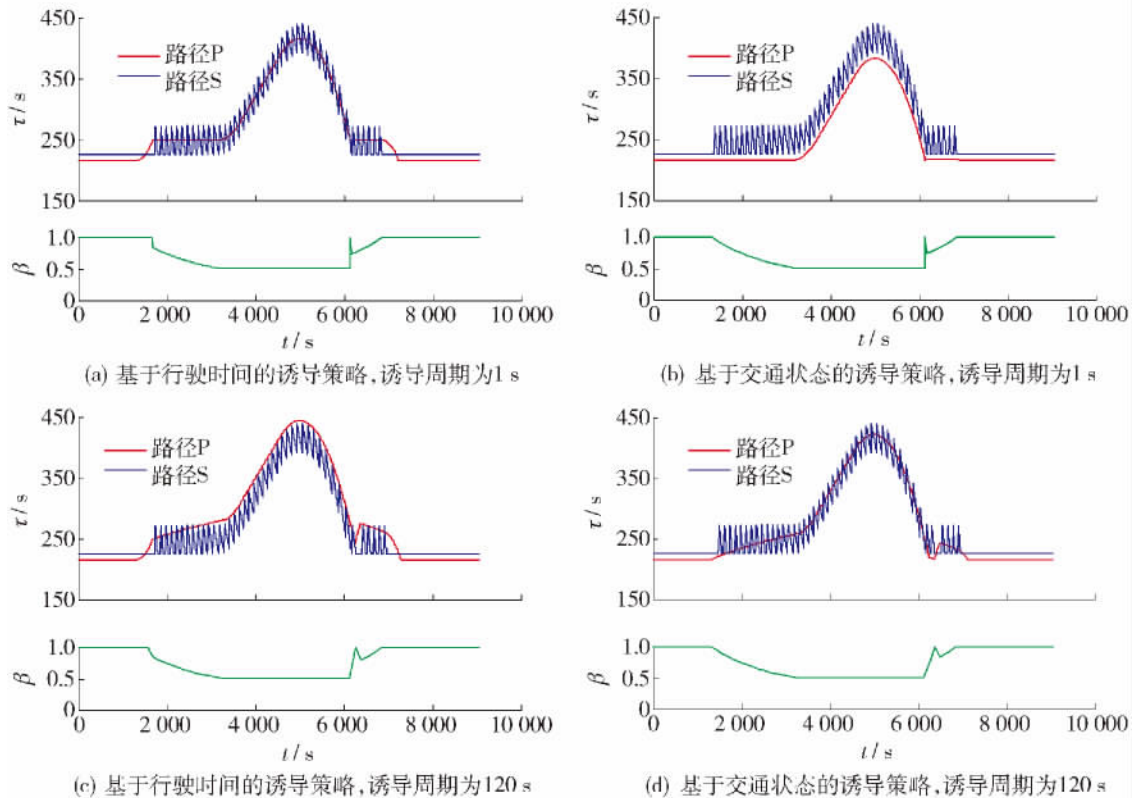 450
350
250
150
τ / s
路径P
路径S
1.0
0.5
0
β
0
2 000
4 000
6 000
8 000
10 000
t / s
(a) 基于行驶时间的诱导策略,诱导周期为1 s
450
350
250
150
τ / s
路径P
路径S
1.0
0.5
0
β
0
2 000
4 000
6 000
8 000
10 000
t / s
(b) 基于交通状态的诱导策略,诱导周期为1 s
450
350
250
150
τ / s
路径P
路径S
1.0
0.5
0
β
0
2 000
4 000
6 000
8 000
10 000
t / s
(c) 基于行驶时间的诱导策略,诱导周期为120 s
450
350
250
150
τ / s
路径P
路径S
1.0
0.5
0
β
0
2 000
4 000
6 000
8 000
10 000
t / s
(d) 基于交通状态的诱导策略,诱导周期为120 s